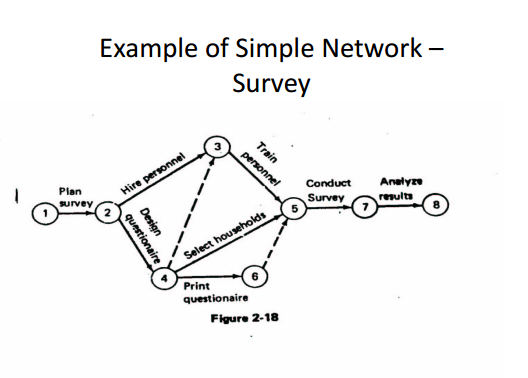 Example of Simple Network –
Survey
Plan
survey
Hire personnel
Train
personnel
Design
questionaire
Select households
Print
questionaire
Conduct
Survey
Analyze
results
1
2
3
4
5
6
7
8
Figure 2-18